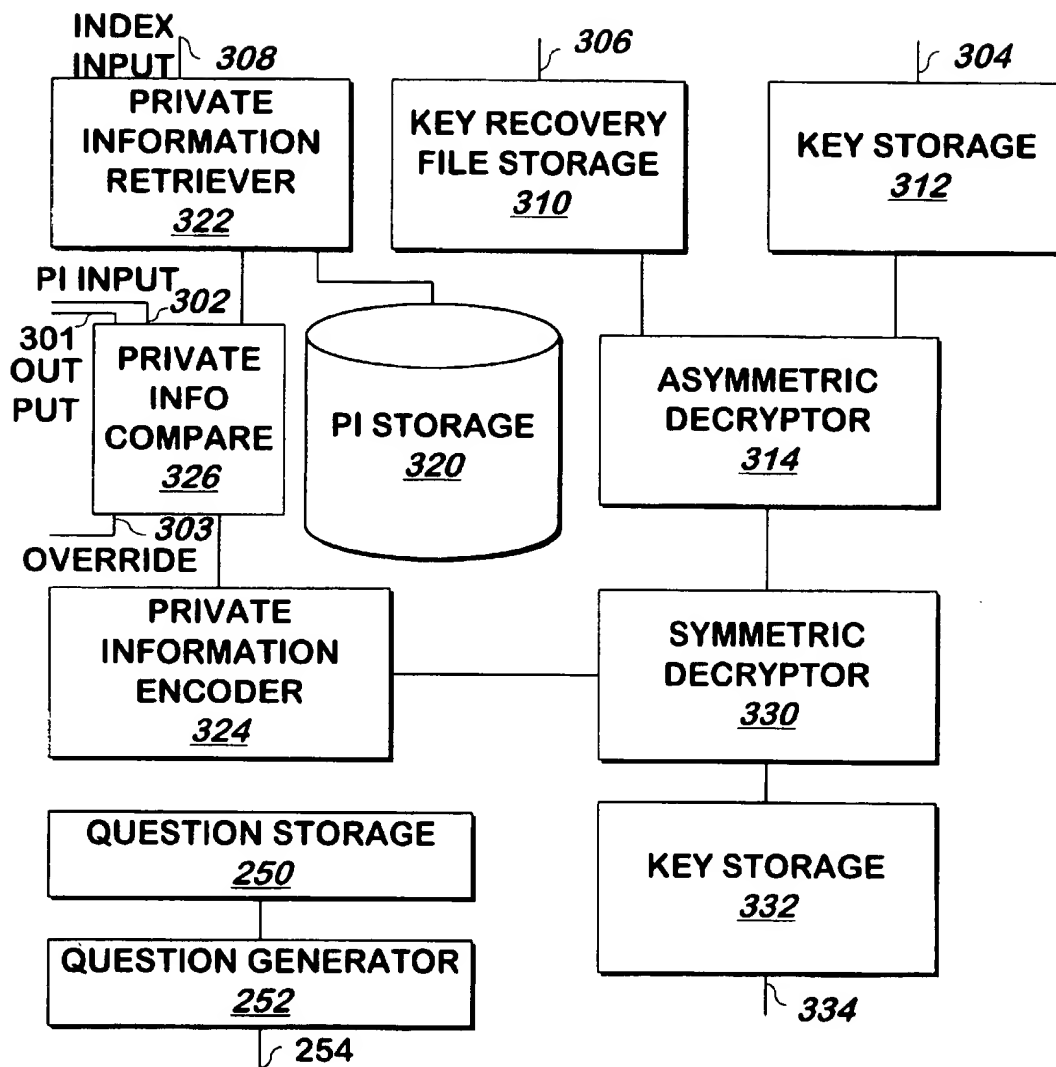 INDEX
INPUT
308
PRIVATE
INFORMATION
RETRIEVER
322
306
KEY RECOVERY
FILE STORAGE
310
304
KEY STORAGE
312
PI INPUT
302
301
OUT
PUT
PRIVATE
INFO
COMPARE
326
303
OVERRIDE
PI STORAGE
320
ASYMMETRIC
DECRYPTOR
314
PRIVATE
INFORMATION
ENCODER
324
SYMMETRIC
DECRYPTOR
330
QUESTION STORAGE
250
KEY STORAGE
332
QUESTION GENERATOR
252
334
254